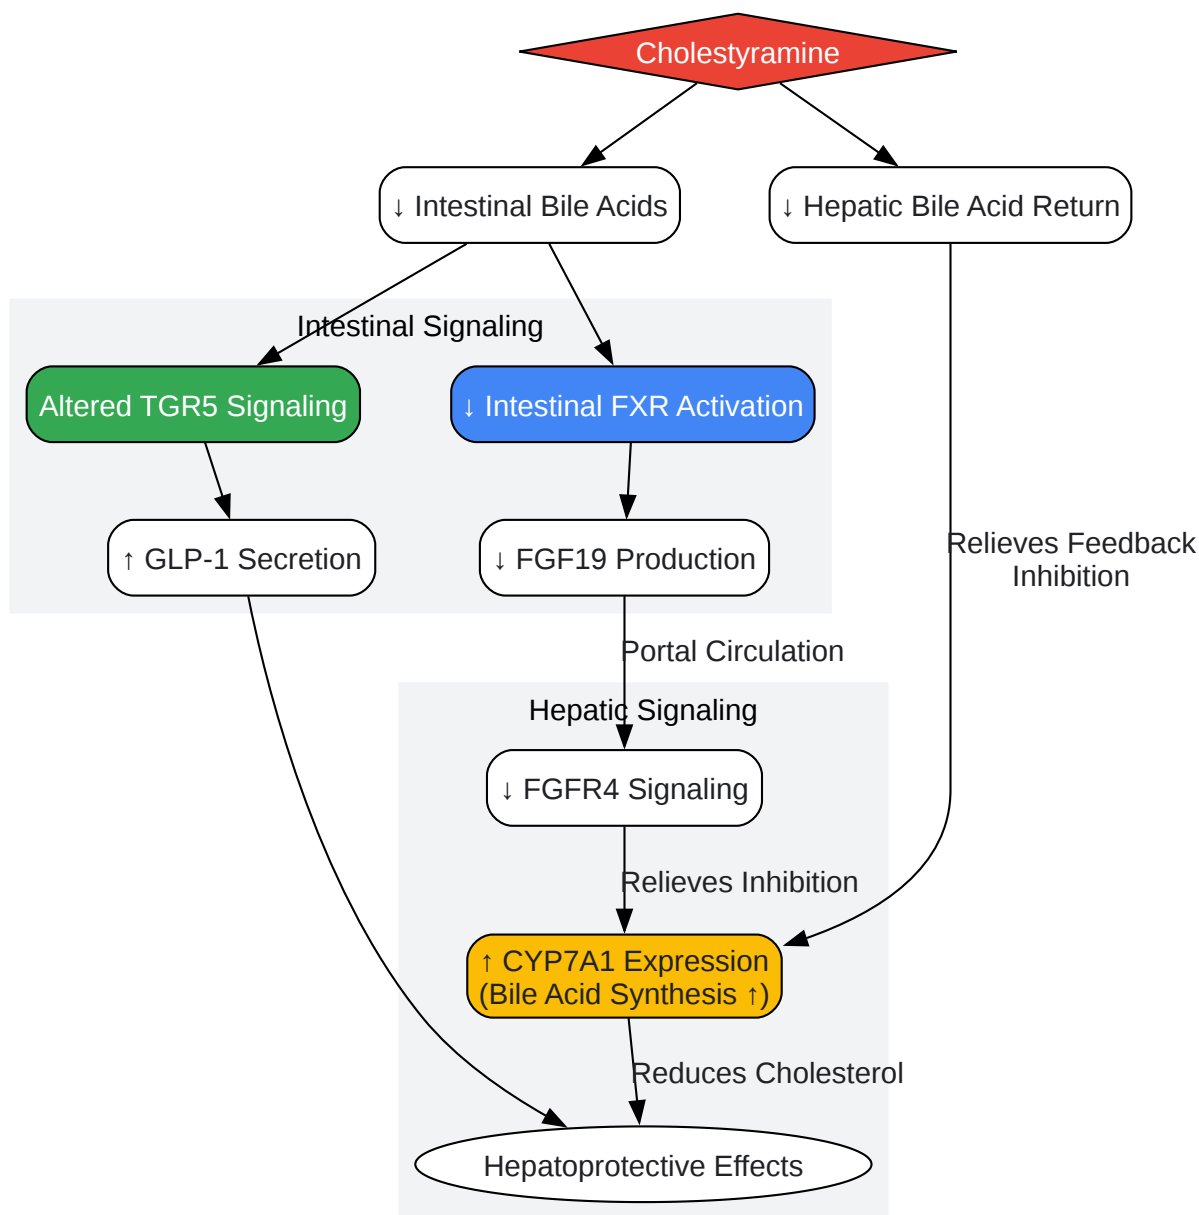 Cholestyramine
↓ Intestinal Bile Acids
↓ Hepatic Bile Acid Return
Intestinal Signaling
Altered TGR5 Signaling
↓ Intestinal FXR Activation
↑ GLP-1 Secretion
↓ FGF19 Production
Relieves Feedback
Inhibition
Portal Circulation
Hepatic Signaling
↓ FGFR4 Signaling
Relieves Inhibition
↑ CYP7A1 Expression
(Bile Acid Synthesis ↑)
Reduces Cholesterol
Hepatoprotective Effects